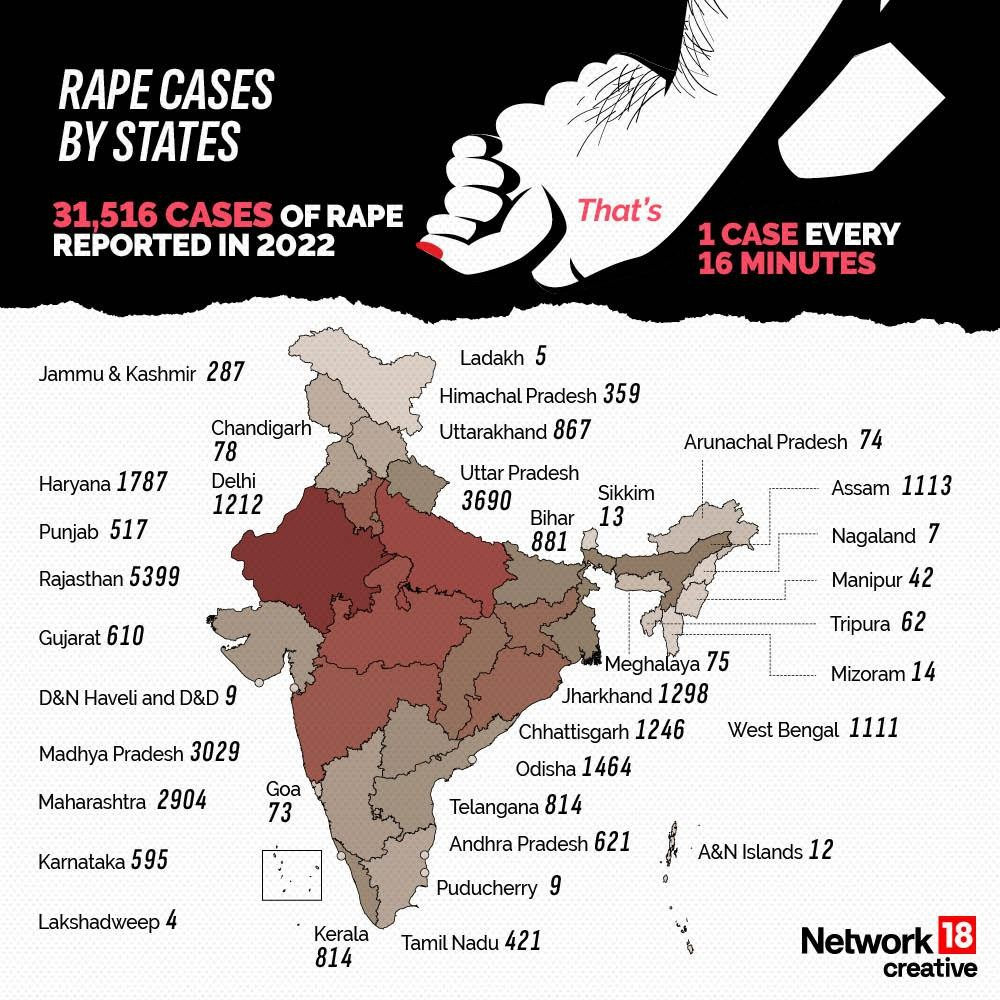 RAPE CASES
BY STATES
31,516 CASES OF RAPE
REPORTED IN 2022
That's
1 CASE EVERY
16 MINUTES
Jammu & Kashmir 287
Ladakh 5
Himachal Pradesh 359
Chandigarh
78
Uttarakhand 867
Arunachal Pradesh 74
Haryana 1787
Delhi
1212
Uttar Pradesh
3690
Sikkim
13
Assam 1113
Bihar
881
Punjab 517
Nagaland 7
Rajasthan 5399
Manipur 42
Gujarat 610
Tripura 62
Meghalaya 75
Mizoram 14
D&N Haveli and D&D 9
Jharkhand 1298
Chhattisgarh 1246
West Bengal 1111
Madhya Pradesh 3029
Odisha 1464
Maharashtra 2904
Goa
73
Telangana 814
Andhra Pradesh 621
A&N Islands 12
Karnataka 595
Puducherry 9
Lakshadweep 4
Kerala
814
Tamil Nadu 421
Network 18
creative